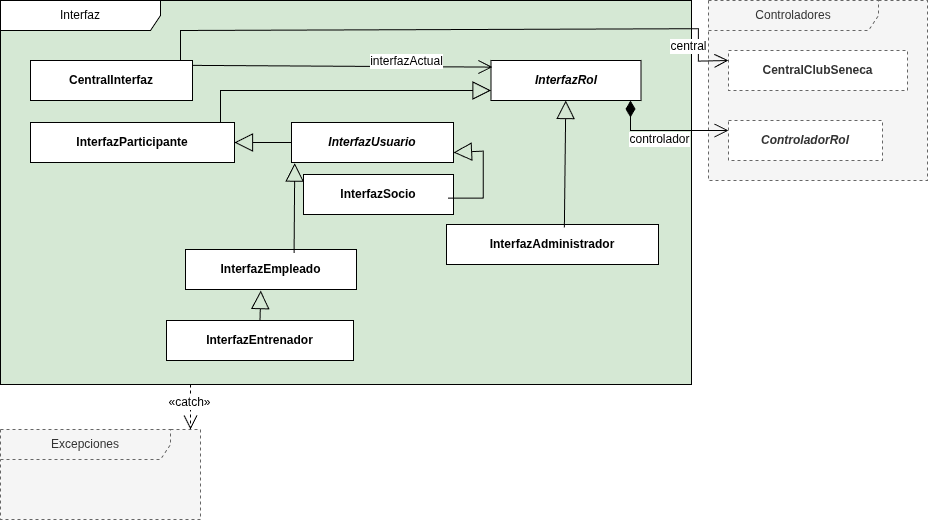 Interfaz
Controladores
central
interfazActual
CentralInterfaz
InterfazRol
CentralClubSeneca
InterfazParticipante
InterfazUsuario
controlador
ControladorRol
InterfazSocio
InterfazAdministrador
InterfazEmpleado
InterfazEntrenador
«catch»
Excepciones